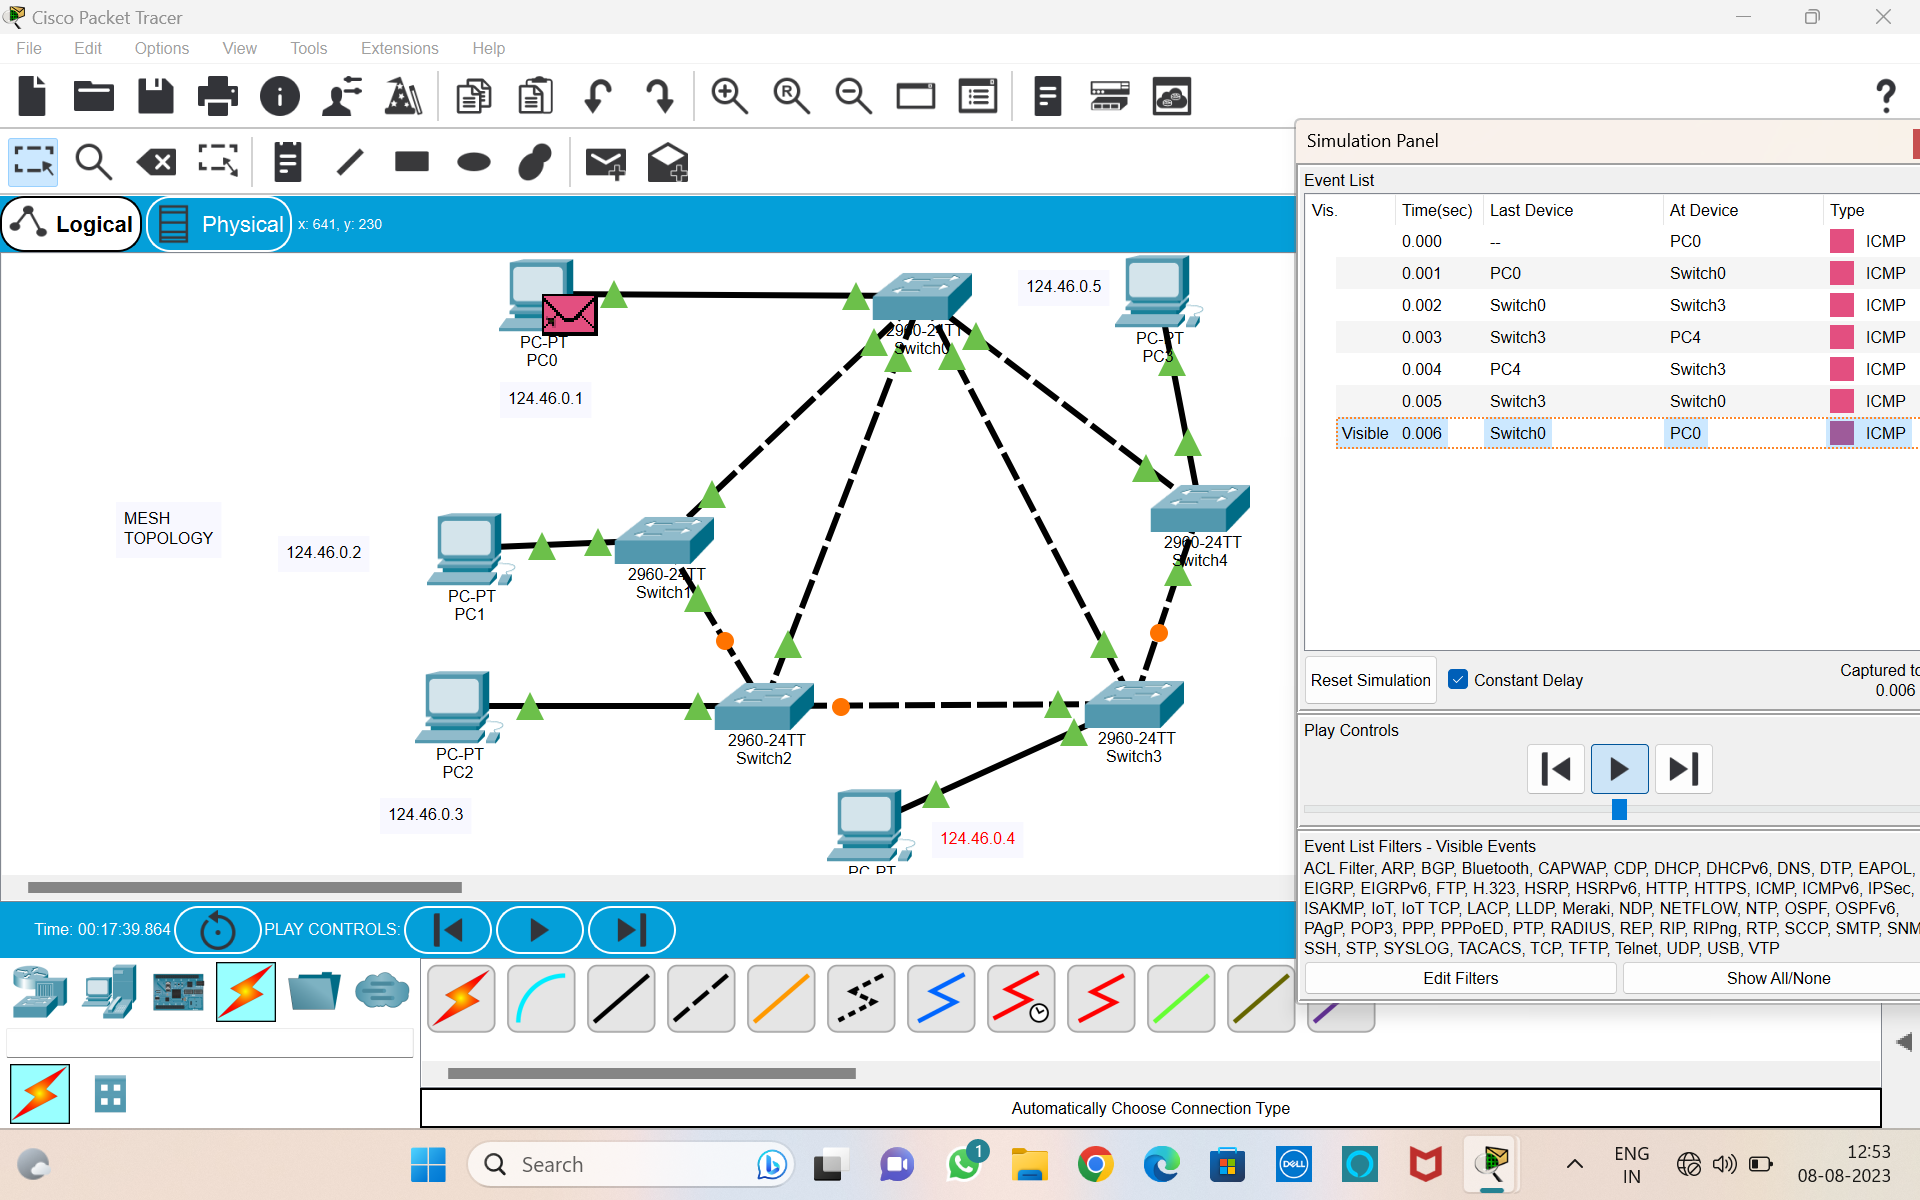 Cisco Packet Tracer
File Edit Options View Tools Extensions Help
R
?
Logical
Physical
x: 641, y: 230
PC-PT
PC0
124.46.0.1
2960-24TT
Switch0
124.46.0.5
PC-PT
PC3
MESH
TOPOLOGY
124.46.0.2
PC-PT
PC1
2960-24TT
Switch1
2960-24TT
Switch4
PC-PT
PC2
124.46.0.3
2960-24TT
Switch2
2960-24TT
Switch3
124.46.0.4
PC-PT
Simulation Panel
Event List
Vis. Time(sec) Last Device At Device Type
0.000 -- PC0 ICMP
0.001 PC0 Switch0 ICMP
0.002 Switch0 Switch3 ICMP
0.003 Switch3 PC4 ICMP
0.004 PC4 Switch3 ICMP
0.005 Switch3 Switch0 ICMP
Visible 0.006 Switch0 PC0 ICMP
Reset Simulation
Constant Delay
Captured to
0.006
Play Controls
Event List Filters - Visible Events
ACL Filter, ARP, BGP, Bluetooth, CAPWAP, CDP, DHCP, DHCPv6, DNS, DTP, EAPOL,
EIGRP, EIGRPv6, FTP, H.323, HSRP, HSRPv6, HTTP, HTTPS, ICMP, ICMPv6, IPSec,
ISAKMP, IoT, IoT TCP, LACP, LLDP, Meraki, NDP, NETFLOW, NTP, OSPF, OSPFv6,
PAgP, POP3, PPP, PPPoED, PTP, RADIUS, REP, RIP, RIPng, RTP, SCCP, SMTP, SNM
SSH, STP, SYSLOG, TACACS, TCP, TFTP, Telnet, UDP, USB, VTP
Edit Filters
Show All/None
Time: 00:17:39.864
PLAY CONTROLS:
Automatically Choose Connection Type
Search
1
DELL
ENG
IN
12:53
08-08-2023